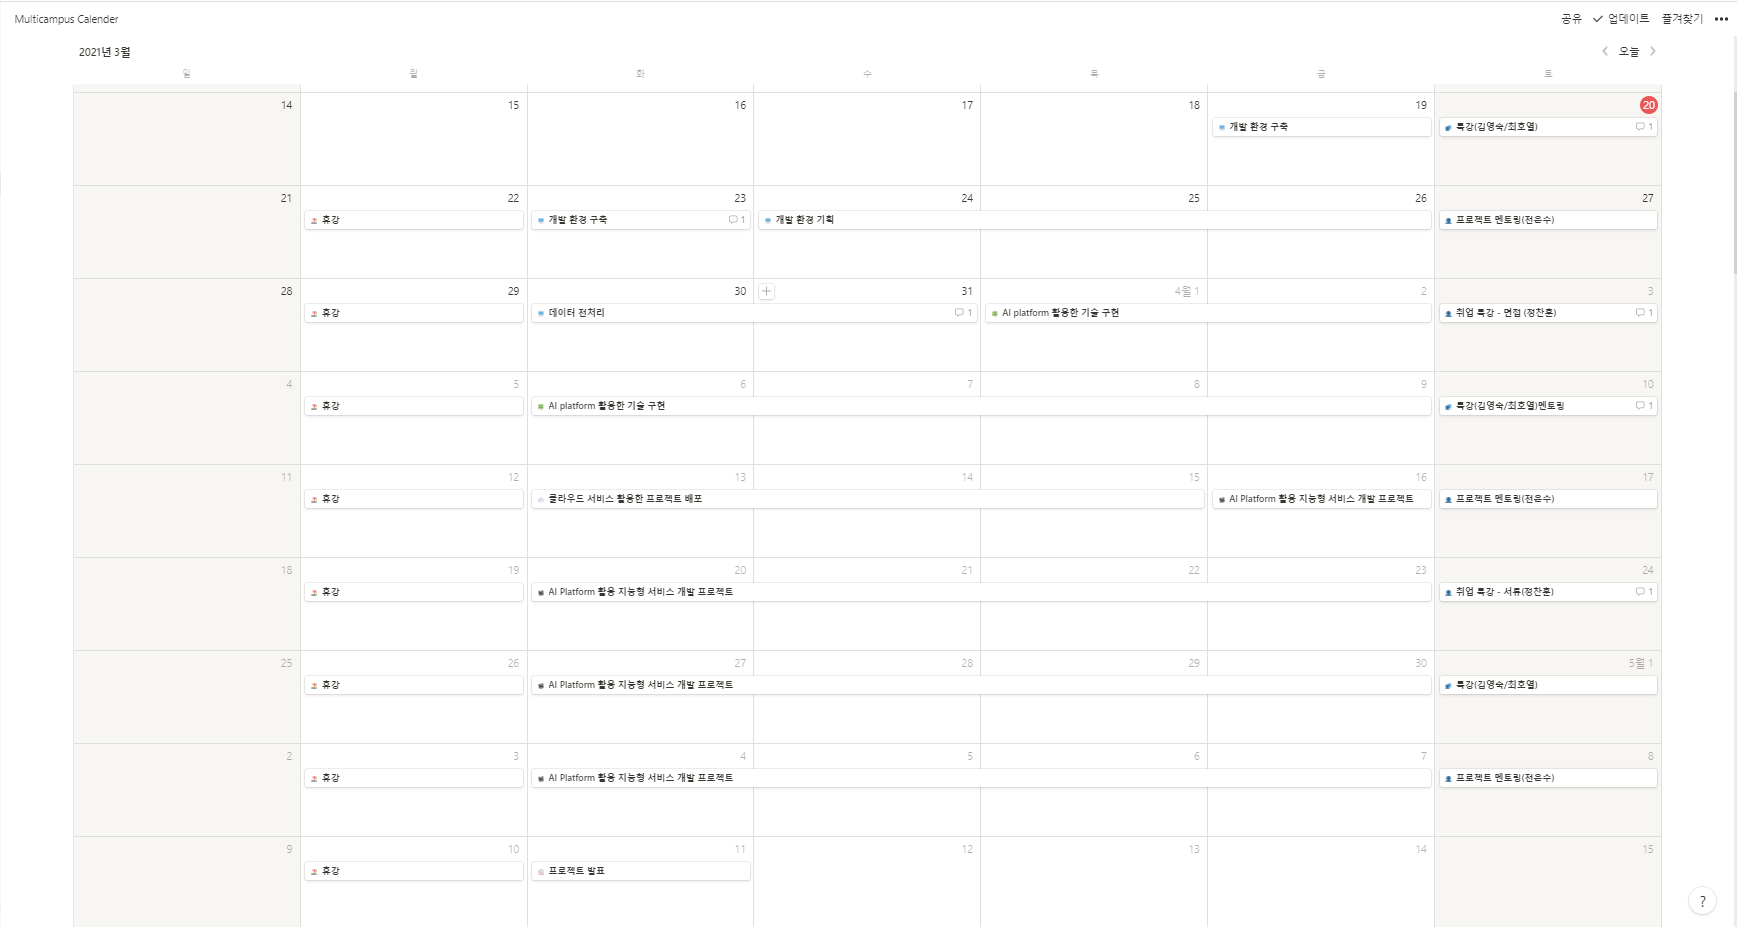 Multicampus Calender
공유 업데이트 즐겨찾기 •••
2021년 3월
오늘
일 월 화 수 목 금 토
14 15 16 17 18 19 20
개발 환경 구축 특강(김영숙/최호열) 1
21 22 23 24 25 26 27
휴강 개발 환경 구축 1 개발 환경 기획 프로젝트 멘토링(전은수)
28 29 30 31 4월 1 2 3
휴강 데이터 전처리 1 AI platform 활용한 기술 구현 취업 특강 - 면접 (정찬훈) 1
4 5 6 7 8 9 10
휴강 AI platform 활용한 기술 구현 특강(김영숙/최호열)멘토링 1
11 12 13 14 15 16 17
휴강 클라우드 서비스 활용한 프로젝트 배포 AI Platform 활용 지능형 서비스 개발 프로젝트 프로젝트 멘토링(전은수)
18 19 20 21 22 23 24
휴강 AI Platform 활용 지능형 서비스 개발 프로젝트 취업 특강 - 서류(정찬훈) 1
25 26 27 28 29 30 5월 1
휴강 AI Platform 활용 지능형 서비스 개발 프로젝트 특강(김영숙/최호열)
2 3 4 5 6 7 8
휴강 AI Platform 활용 지능형 서비스 개발 프로젝트 프로젝트 멘토링(전은수)
9 10 11 12 13 14 15
휴강 프로젝트 발표
?